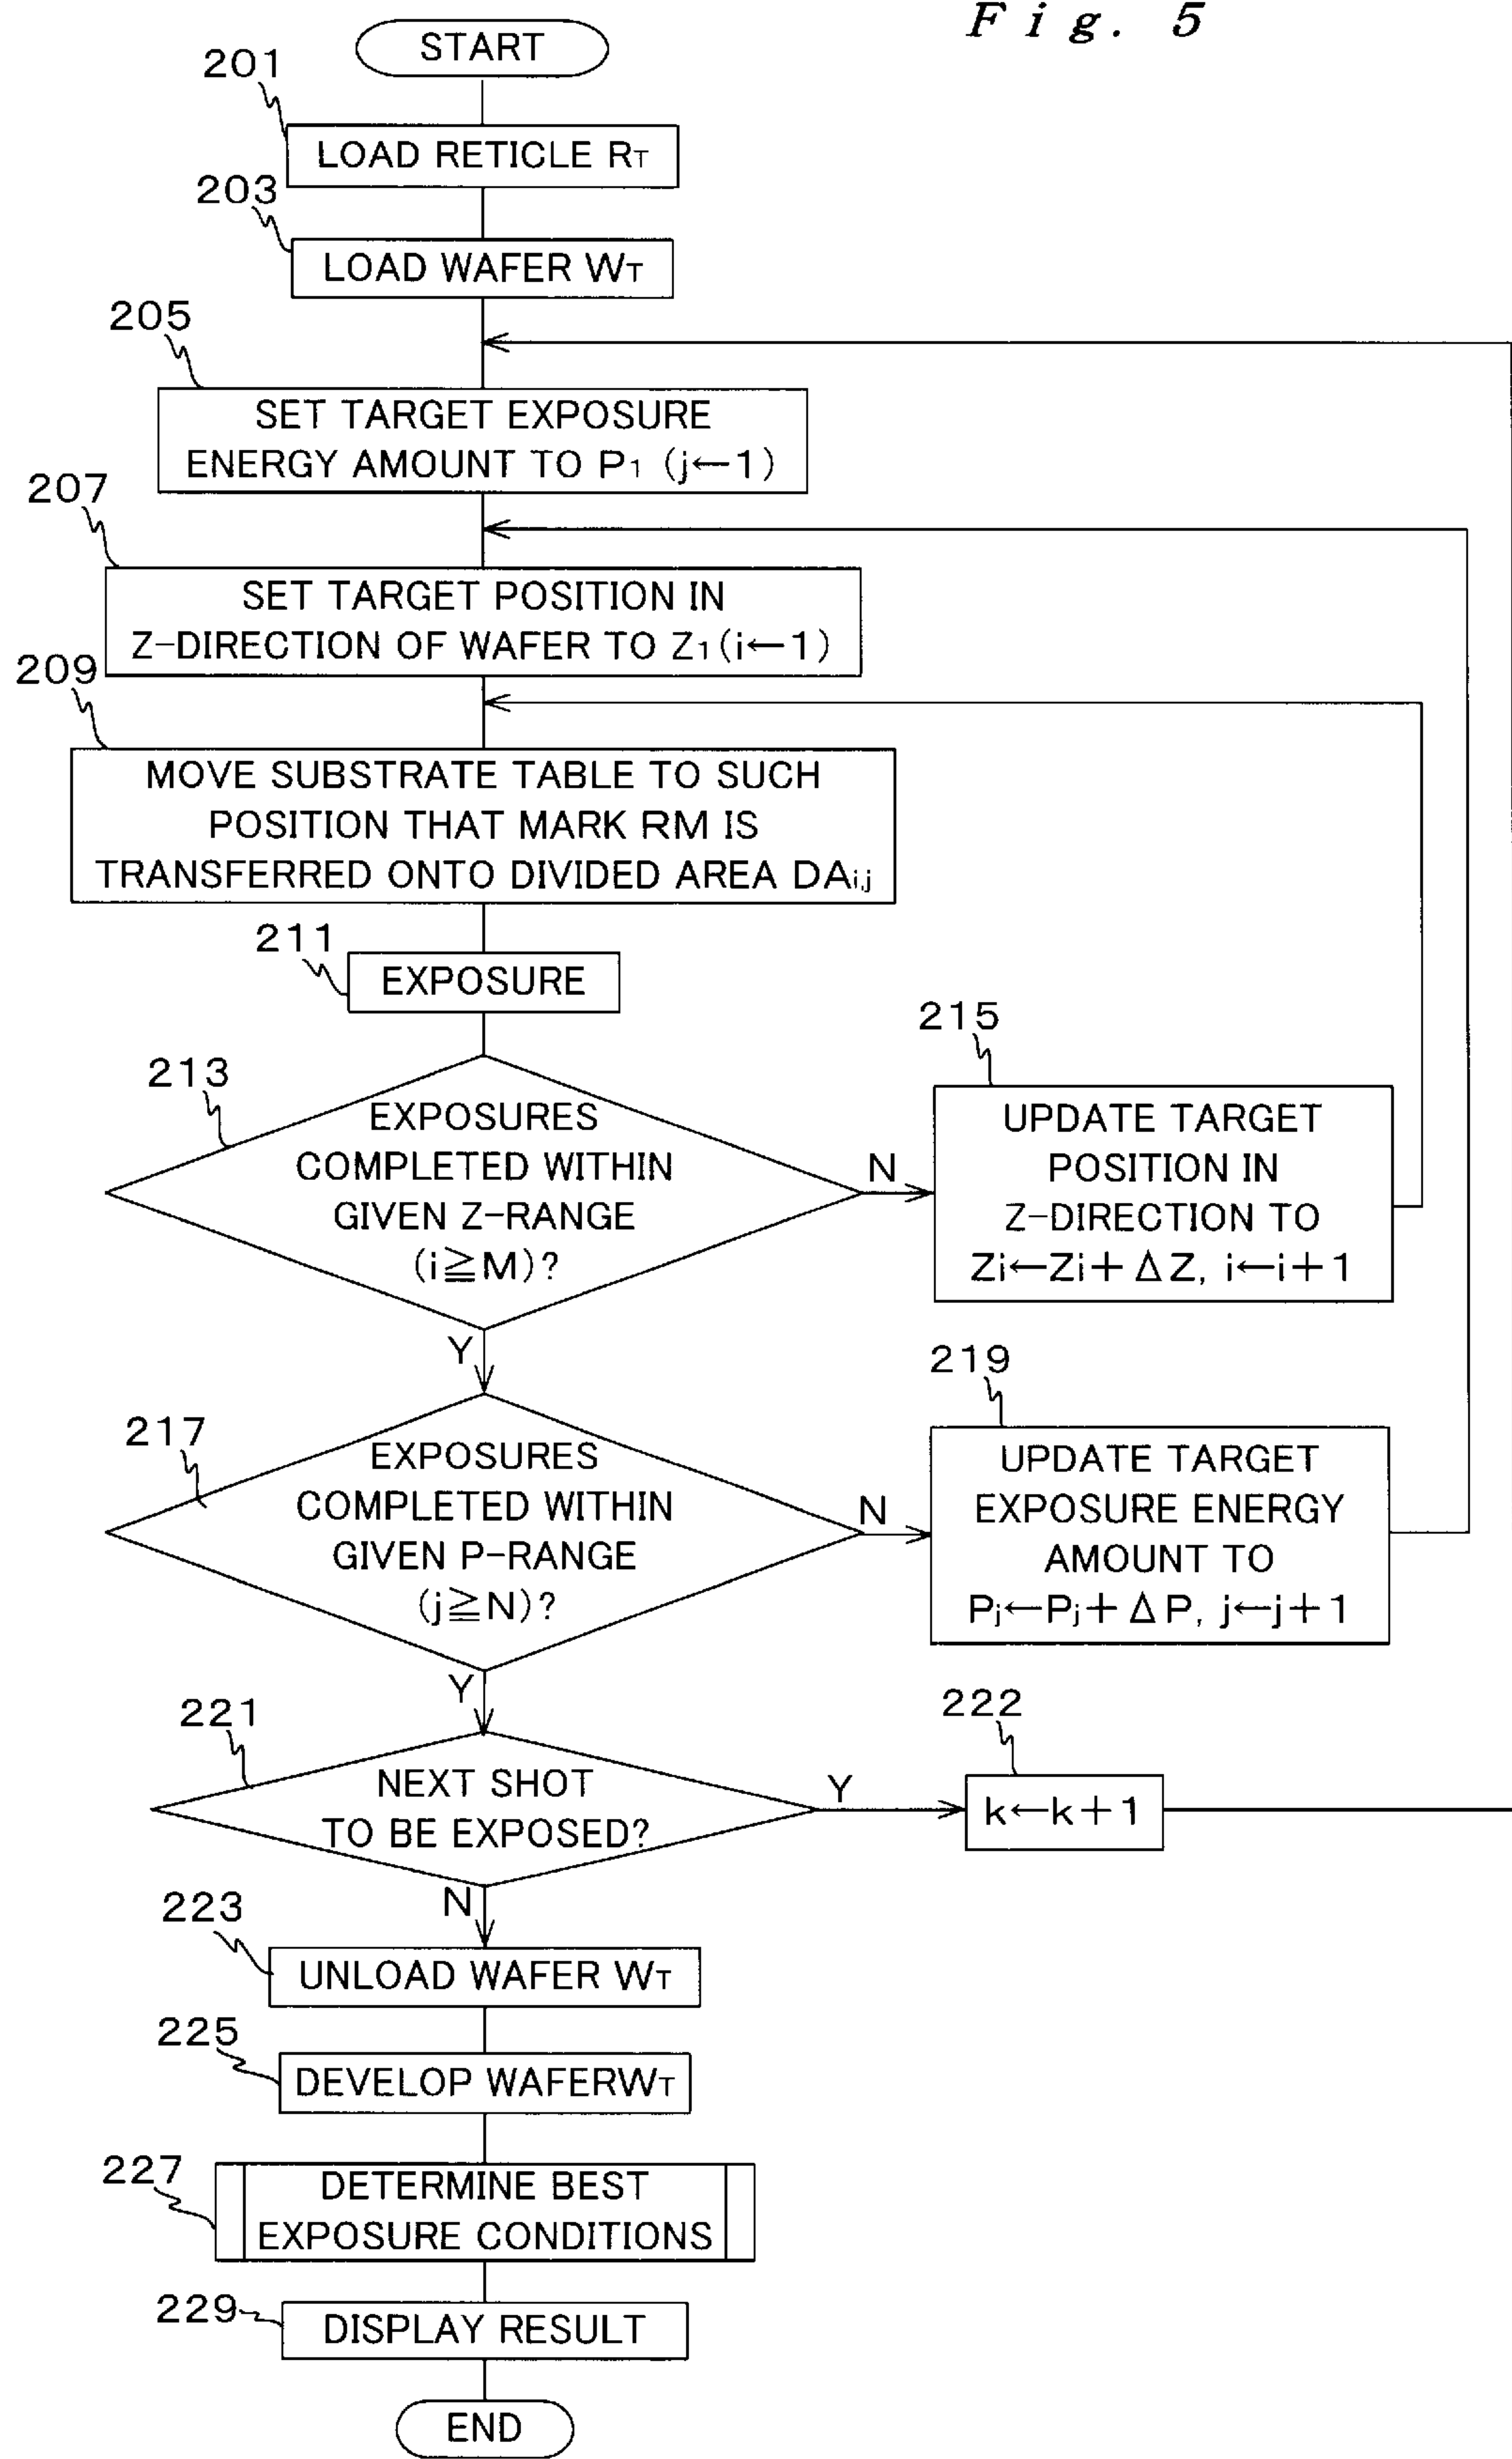 Fig. 5
START
201
LOAD RETICLE RT
203
LOAD WAFER WT
205
SET TARGET EXPOSURE
ENERGY AMOUNT TO P1 (j←1)
207
SET TARGET POSITION IN
Z-DIRECTION OF WAFER TO Z1(i←1)
209
MOVE SUBSTRATE TABLE TO SUCH
POSITION THAT MARK RM IS
TRANSFERRED ONTO DIVIDED AREA DAi,j
211
EXPOSURE
213
EXPOSURES
COMPLETED WITHIN
GIVEN Z-RANGE
(i≧M)?
N
Y
215
UPDATE TARGET
POSITION IN
Z-DIRECTION TO
Zi←Zi+ΔZ, i←i+1
217
EXPOSURES
COMPLETED WITHIN
GIVEN P-RANGE
(j≧N)?
N
Y
219
UPDATE TARGET
EXPOSURE ENERGY
AMOUNT TO
Pj←Pj+ΔP, j←j+1
221
NEXT SHOT
TO BE EXPOSED?
Y
N
222
k←k+1
223
UNLOAD WAFER WT
225
DEVELOP WAFERWT
227
DETERMINE BEST
EXPOSURE CONDITIONS
229
DISPLAY RESULT
END